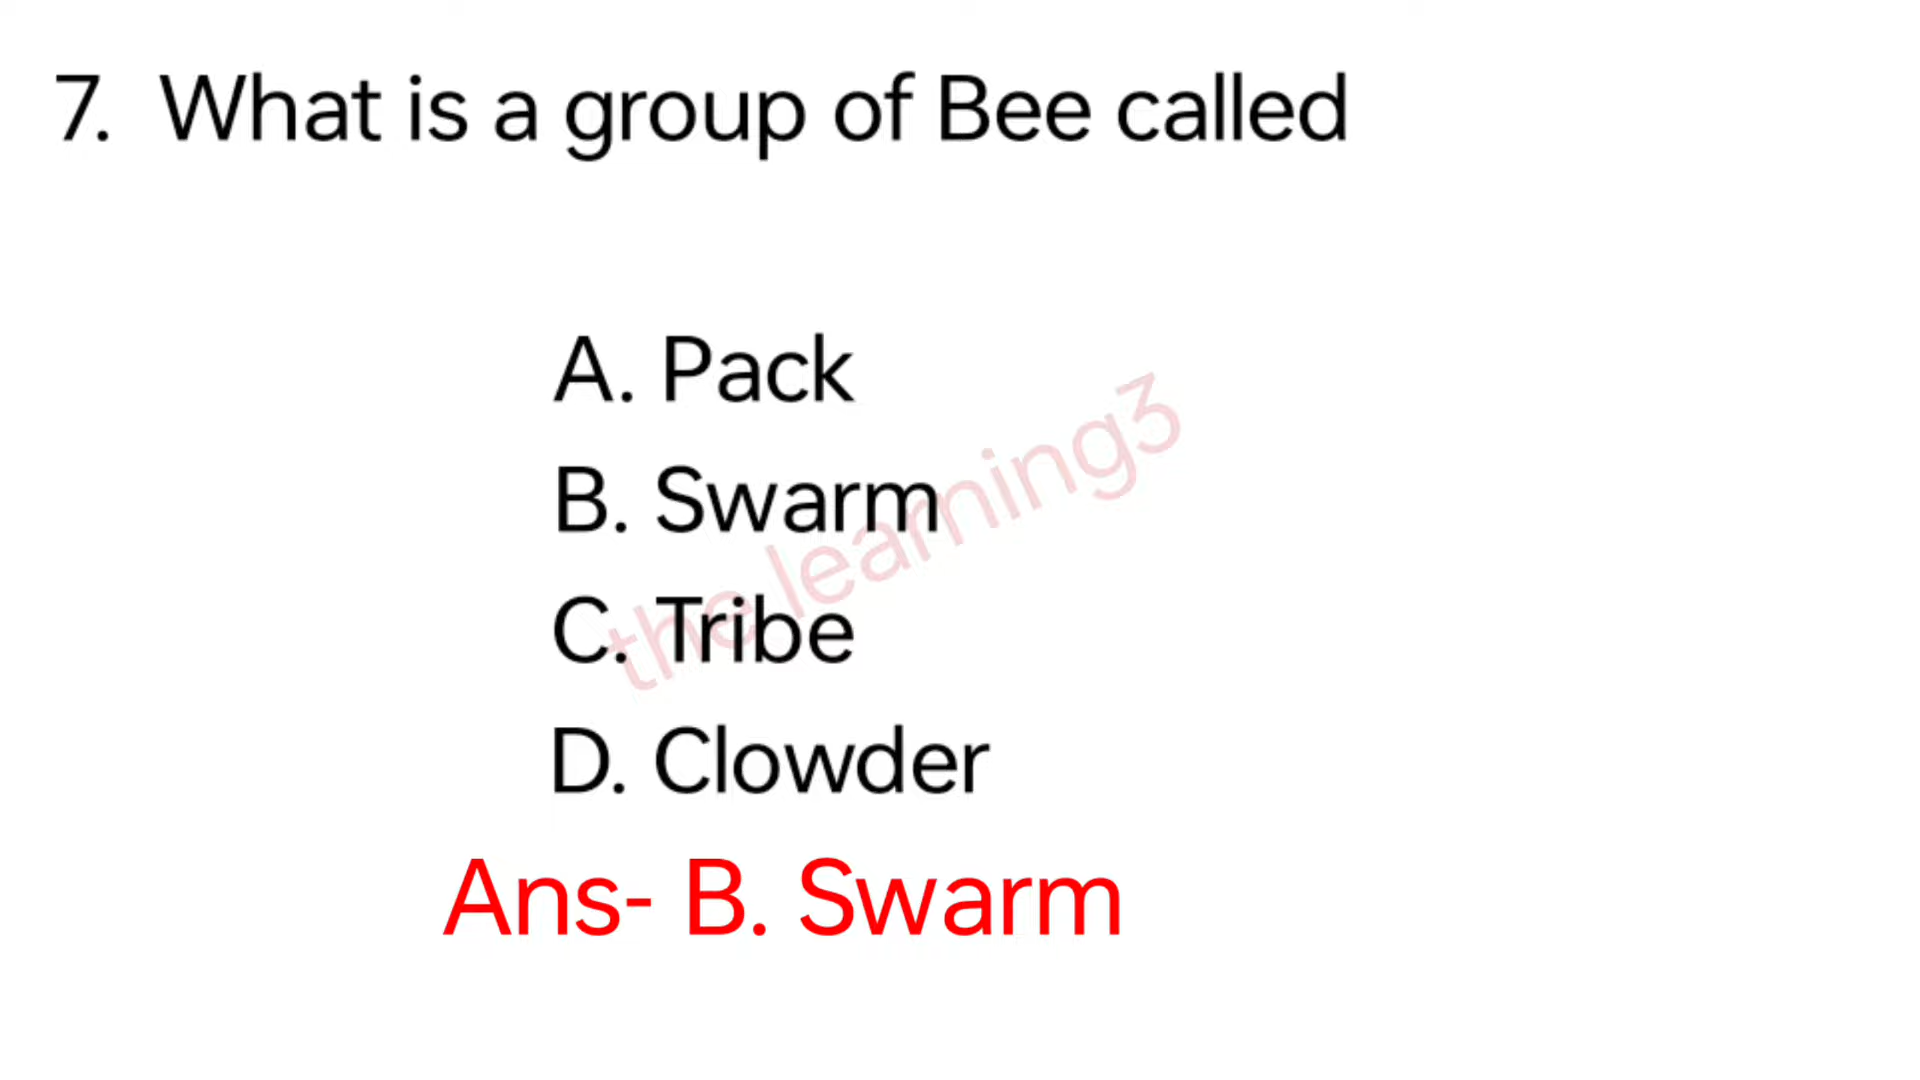 7. What is a group of Bee called
A. Pack
B. Swarm
C. Tribe
D. Clowder
the learning3
Ans- B. Swarm